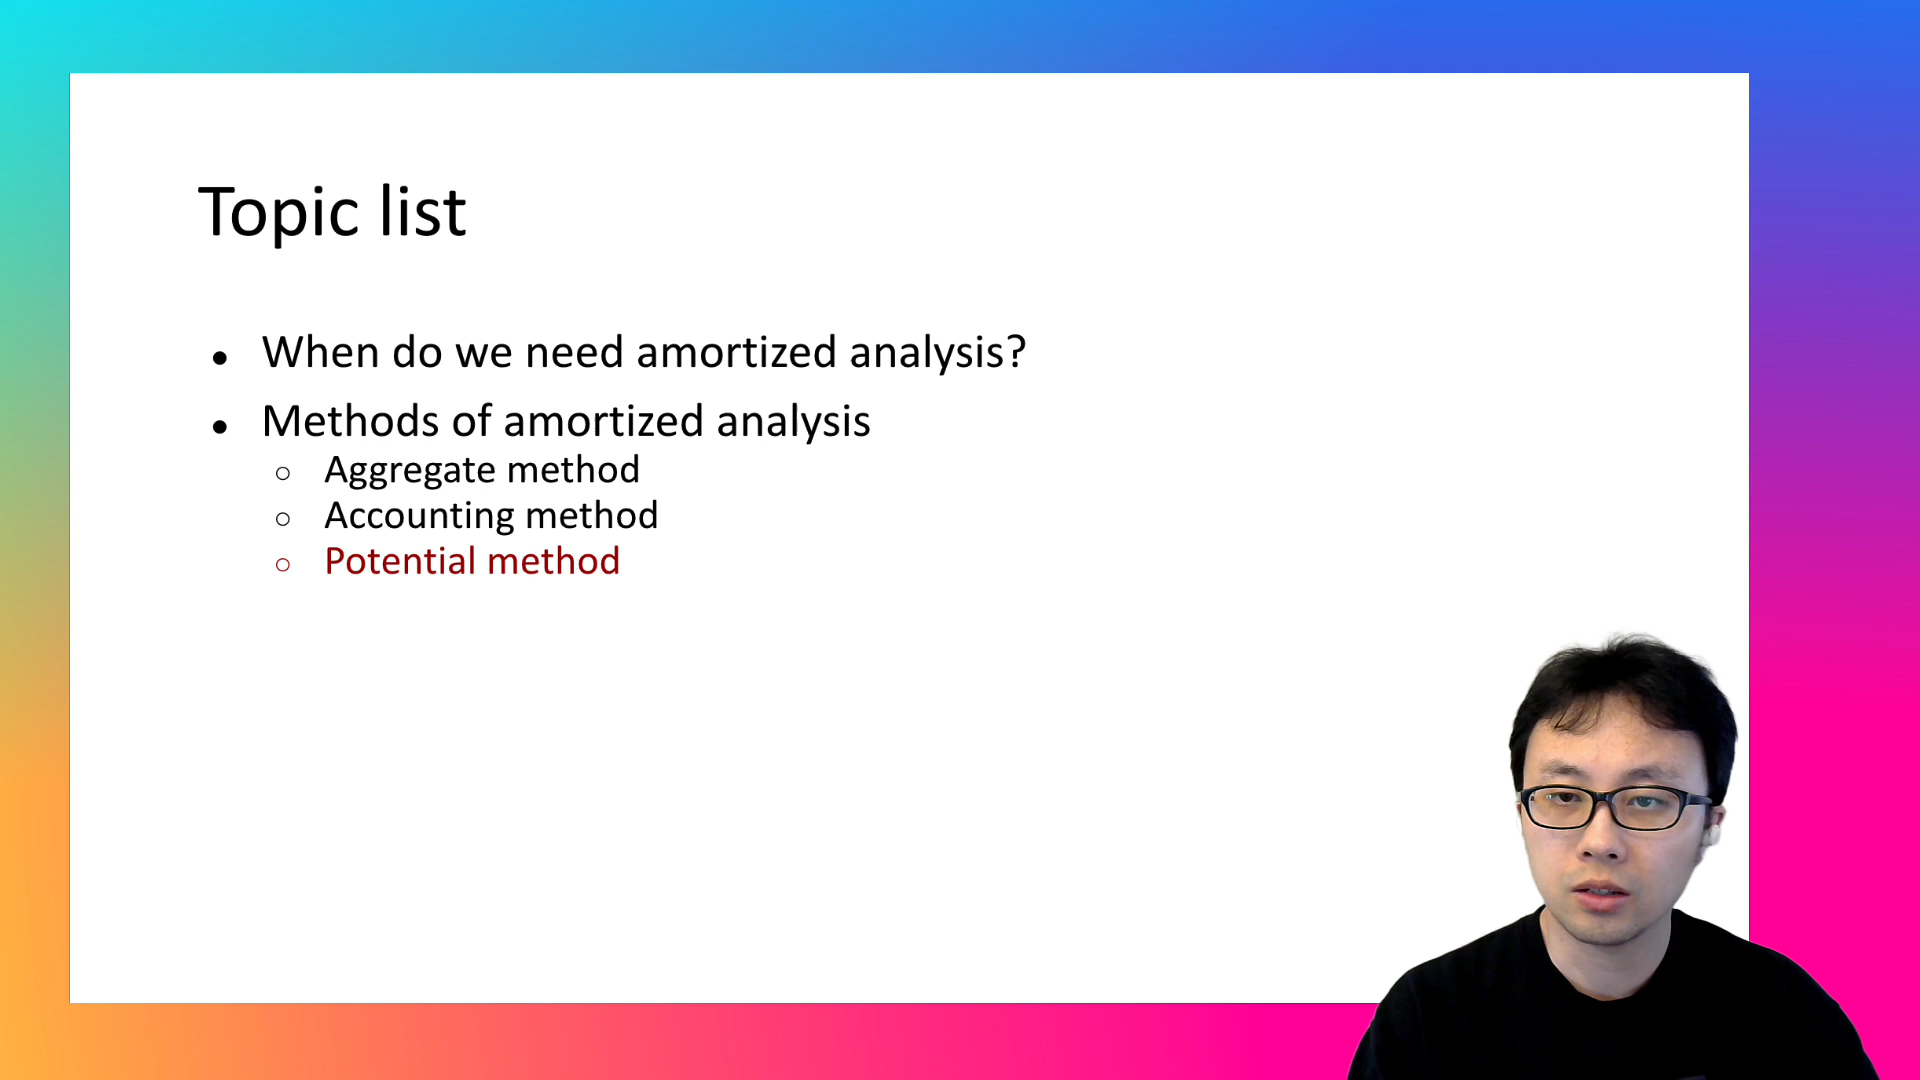 Topic list
● When do we need amortized analysis?
● Methods of amortized analysis
○ Aggregate method
○ Accounting method
○ Potential method